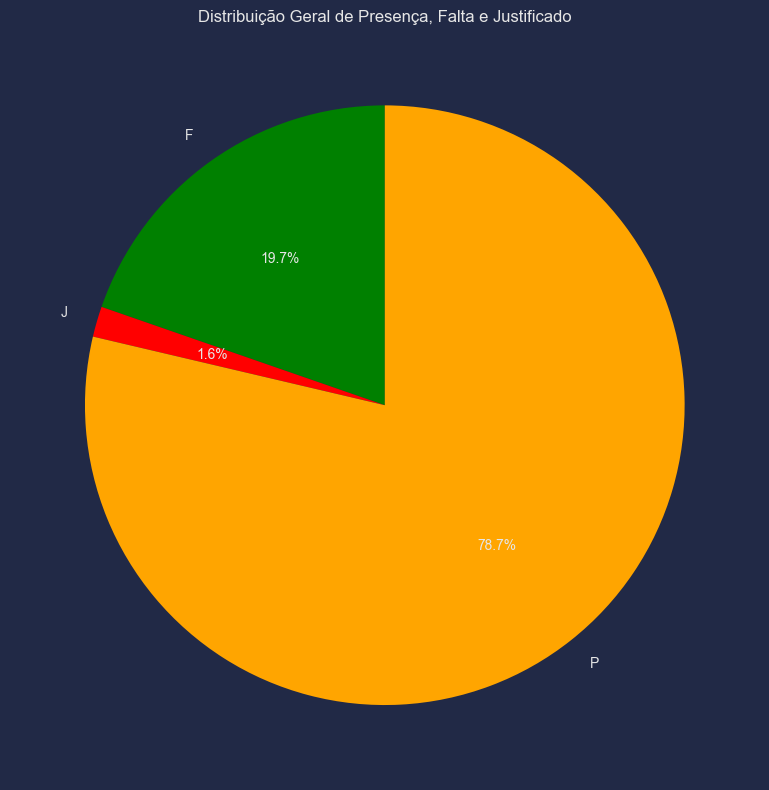 Distribuição Geral de Presença, Falta e Justificado
F
19.7%
J
1.6%
78.7%
P